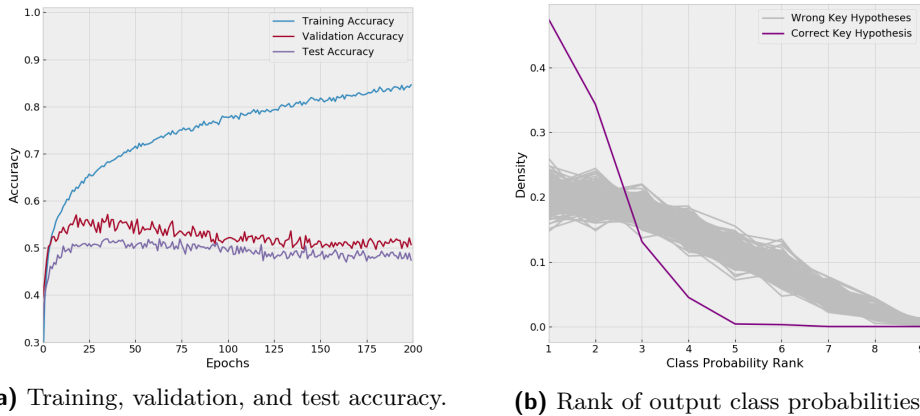 Training Accuracy
Validation Accuracy
Test Accuracy
Accuracy
1.0
0.9
0.8
0.7
0.6
0.5
0.4
0.3
0 25 50 75 100 125 150 175 200
Epochs
Wrong Key Hypotheses
Correct Key Hypothesis
Density
0.4
0.3
0.2
0.1
0.0
1 2 3 4 5 6 7 8 9
Class Probability Rank
a) Training, validation, and test accuracy.
(b) Rank of output class probabilities